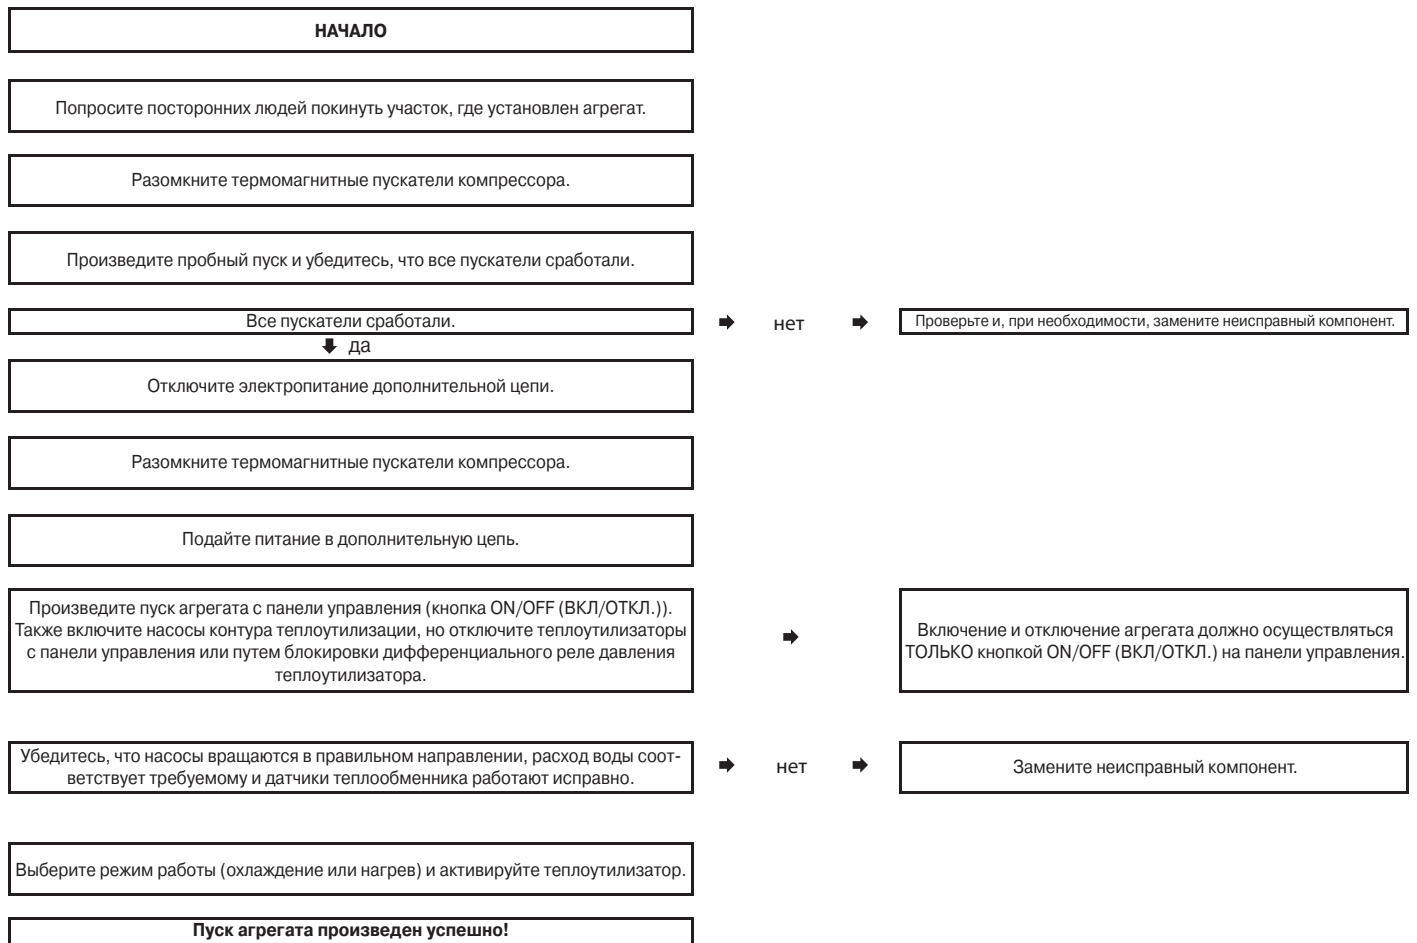 НАЧАЛО
Попросите посторонних людей покинуть участок, где установлен агрегат.
Разомкните термомагнитные пускатели компрессора.
Произведите пробный пуск и убедитесь, что все пускатели сработали.
Все пускатели сработали.
нет
Проверьте и, при необходимости, замените неисправный компонент.
да
Отключите электропитание дополнительной цепи.
Разомкните термомагнитные пускатели компрессора.
Подайте питание в дополнительную цепь.
Произведите пуск агрегата с панели управления (кнопка ON/OFF (ВКЛ/ОТКЛ.)).
Также включите насосы контура теплоутилизации, но отключите теплоутилизаторы
с панели управления или путем блокировки дифференциального реле давления
теплоутилизатора.
Включение и отключение агрегата должно осуществляться
ТОЛЬКО кнопкой ON/OFF (ВКЛ/ОТКЛ.) на панели управления.
Убедитесь, что насосы вращаются в правильном направлении, расход воды соот-
ветствует требуемому и датчики теплообменника работают исправно.
нет
Замените неисправный компонент.
Выберите режим работы (охлаждение или нагрев) и активируйте теплоутилизатор.
Пуск агрегата произведен успешно!